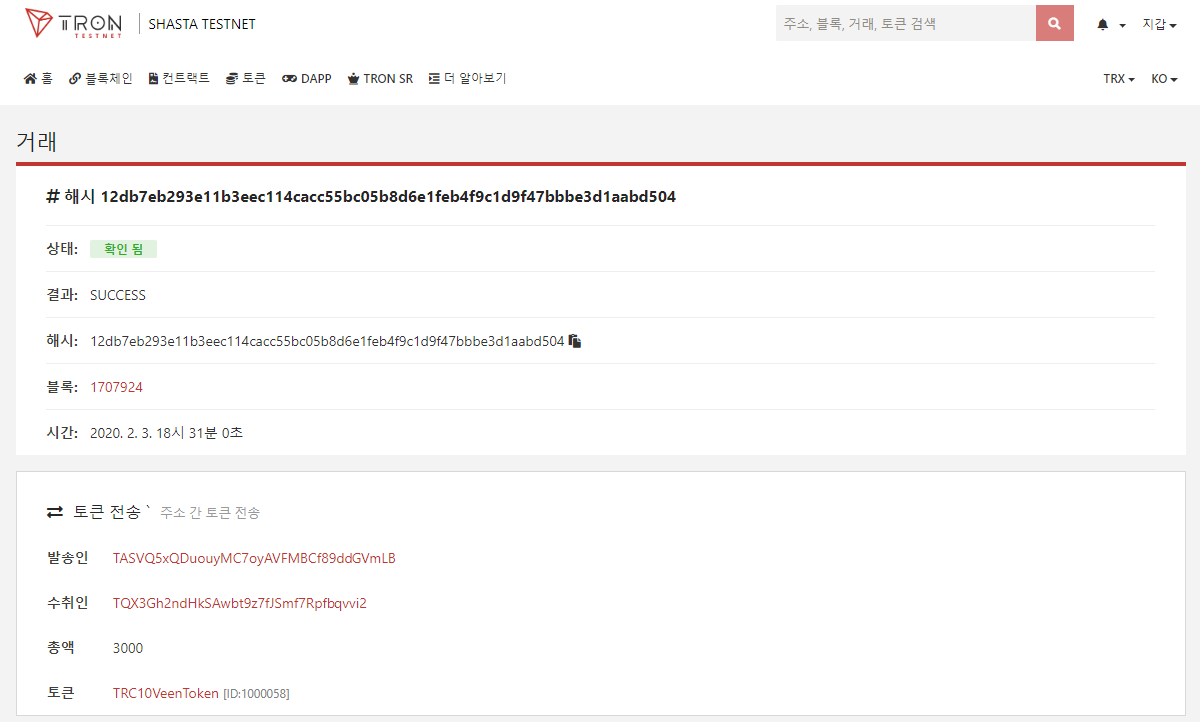 TRON TESTNET SHASTA TESTNET 주소, 블록, 거래, 토큰 검색 지갑
홈 블록체인 컨트랙트 토큰 DAPP TRON SR 더 알아보기 TRX KO
거래
# 해시 12db7eb293e11b3eec114cacc55bc05b8d6e1feb4f9c1d9f47bbbe3d1aabd504
상태: 확인 됨
결과: SUCCESS
해시: 12db7eb293e11b3eec114cacc55bc05b8d6e1feb4f9c1d9f47bbbe3d1aabd504
블록: 1707924
시간: 2020. 2. 3. 18시 31분 0초
토큰 전송 ` 주소 간 토큰 전송
발송인 TASVQ5xQDuouyMC7oyAVFMBCf89ddGVmLB
수취인 TQX3Gh2ndHkSAwbt9z7fJSmf7Rpfbqvvi2
총액 3000
토큰 TRC10VeenToken [ID:1000058]